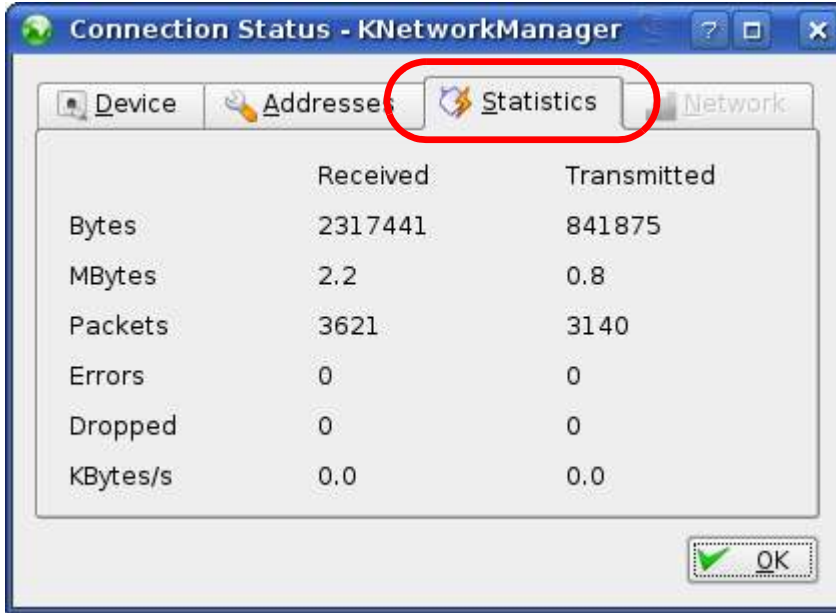 Connection Status - KNetworkManager
Device Addresses Statistics Network
Received Transmitted
Bytes 2317441 841875
MBytes 2.2 0.8
Packets 3621 3140
Errors 0 0
Dropped 0 0
KBytes/s 0.0 0.0
OK